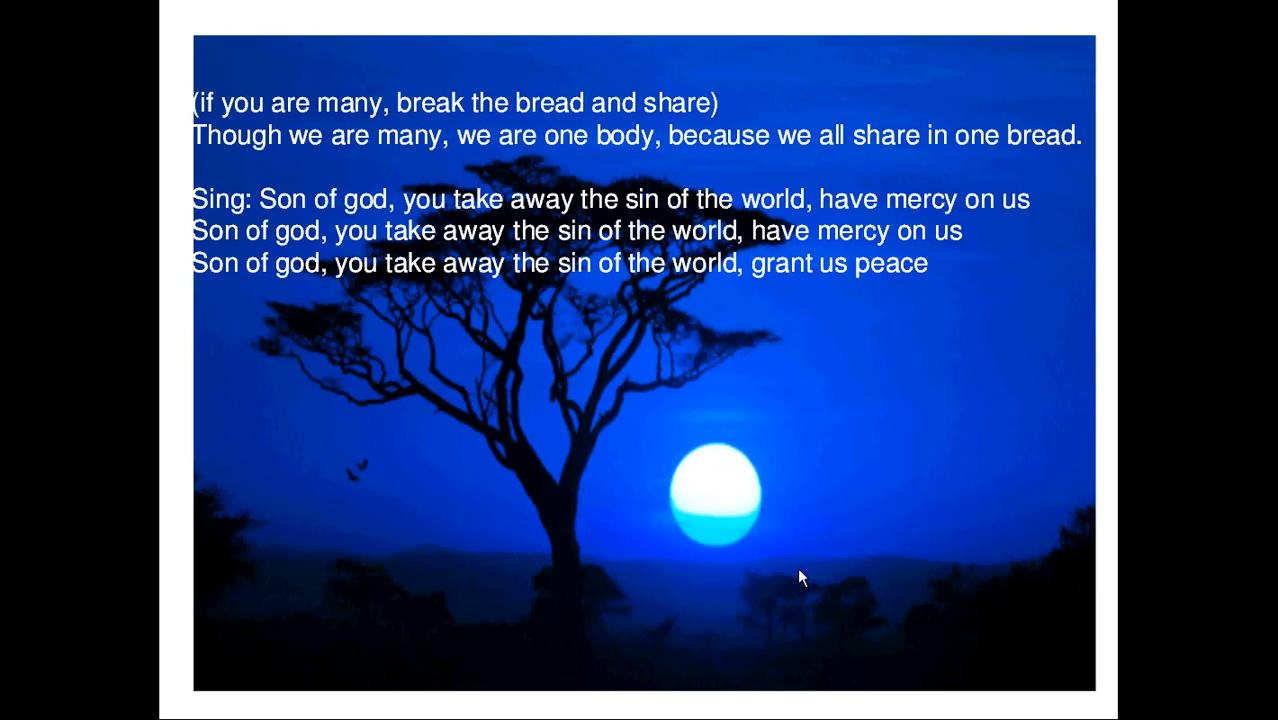 (if you are many, break the bread and share)
Though we are many, we are one body, because we all share in one bread.
Sing: Son of god, you take away the sin of the world, have mercy on us
Son of god, you take away the sin of the world, have mercy on us
Son of god, you take away the sin of the world, grant us peace